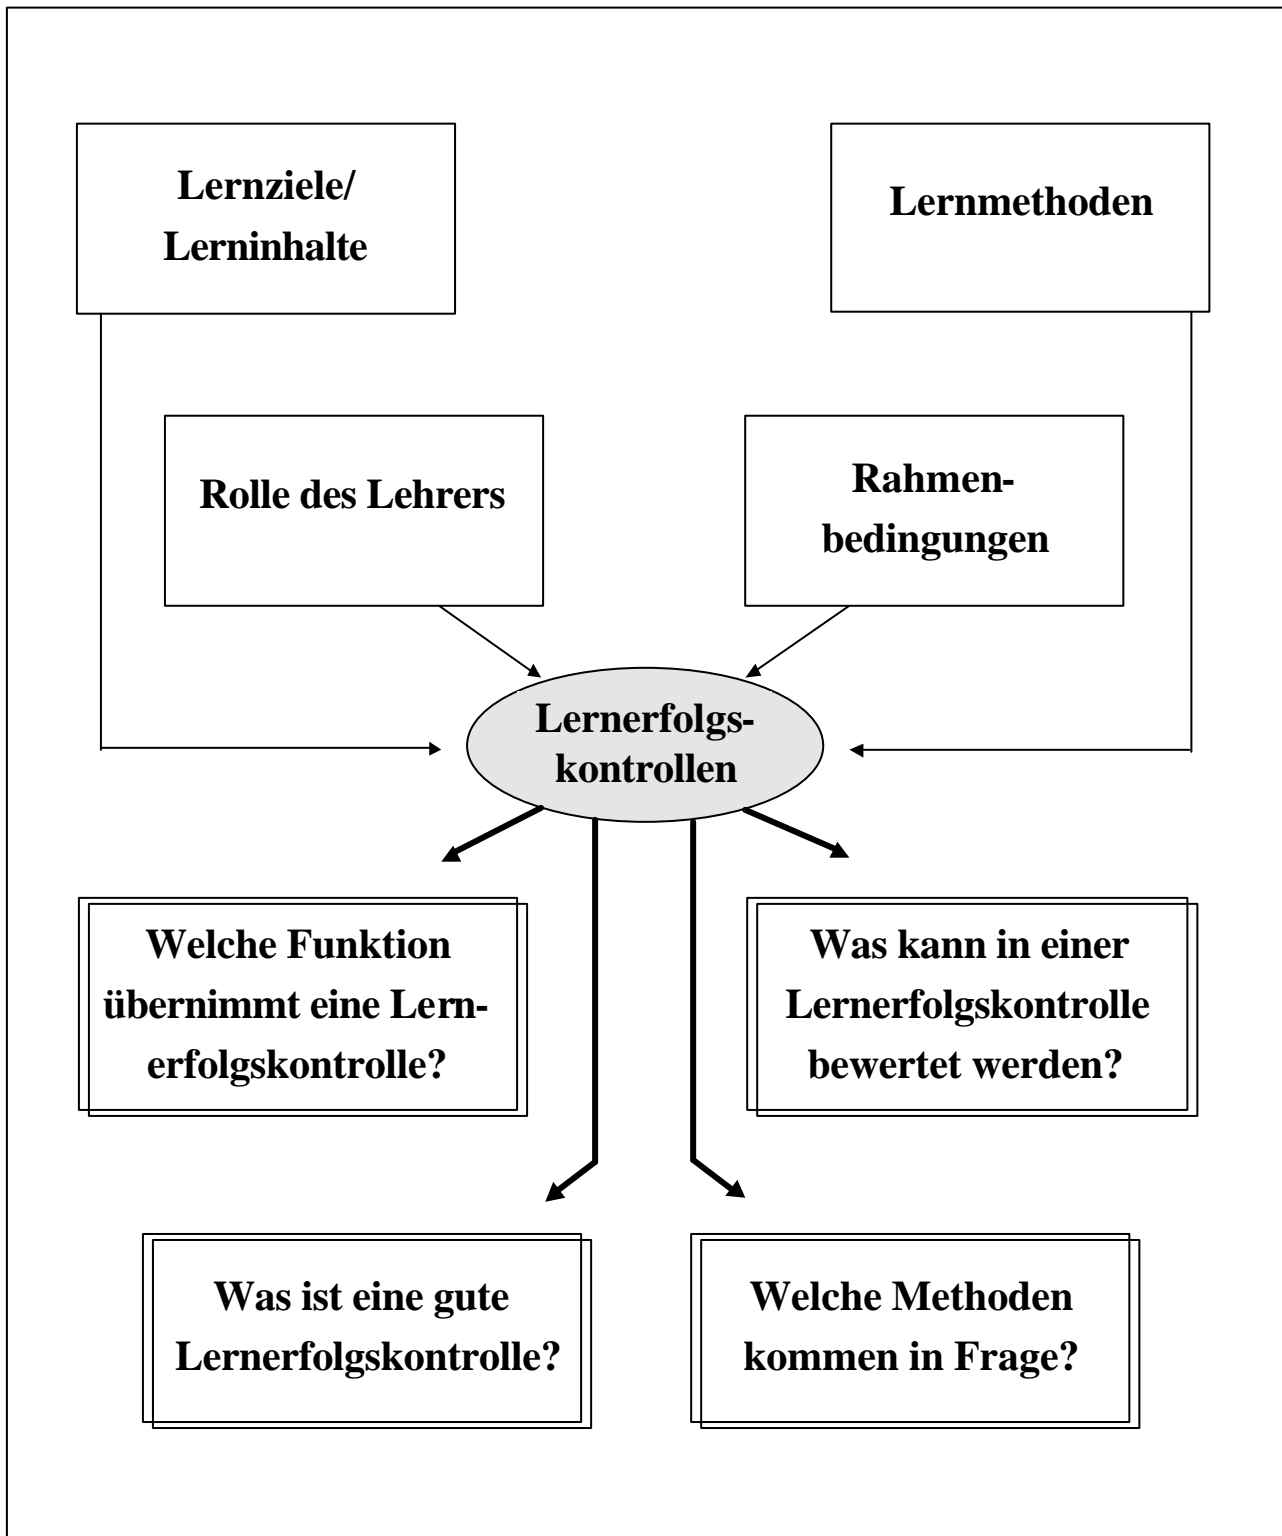 Lernziele/
Lerninhalte
Lernmethoden
Rolle des Lehrers
Rahmen-
bedingungen
Lernerfolgs-
kontrollen
Welche Funktion
übernimmt eine Lern-
erfolgskontrolle?
Was kann in einer
Lernerfolgskontrolle
bewertet werden?
Was ist eine gute
Lernerfolgskontrolle?
Welche Methoden
kommen in Frage?